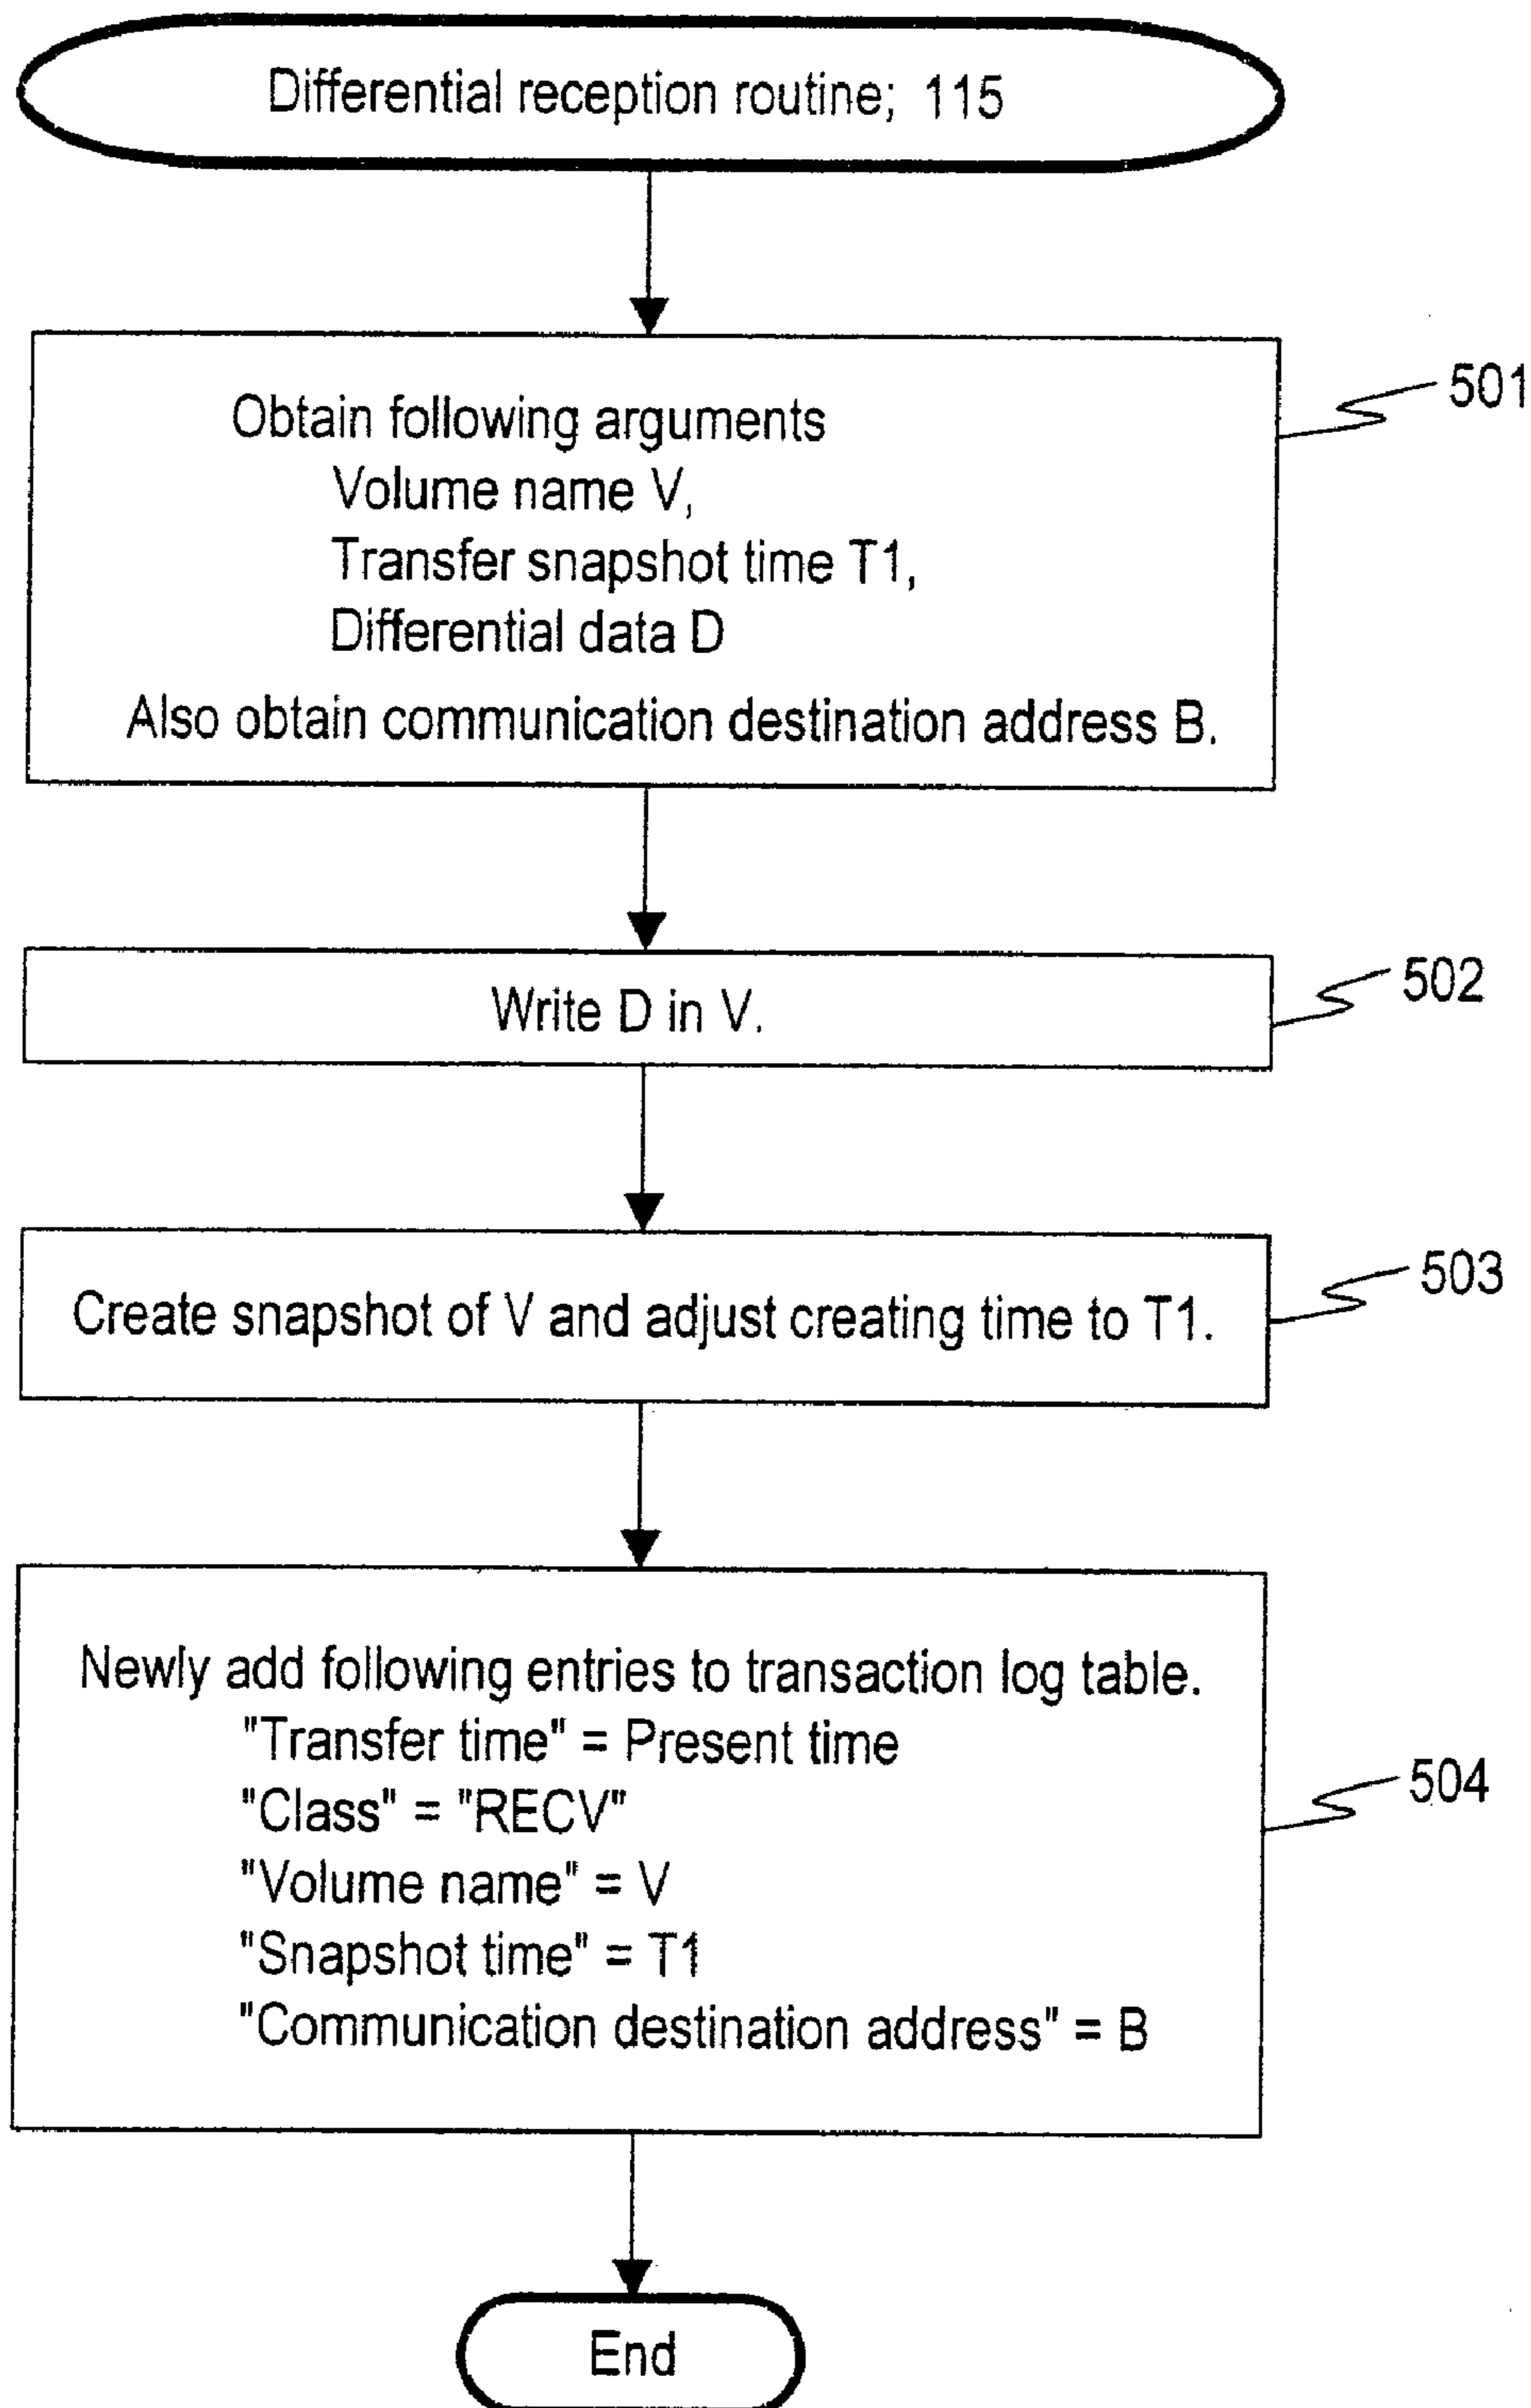 Differential reception routine; 115
Obtain following arguments
Volume name V,
Transfer snapshot time T1,
Differential data D
Also obtain communication destination address B.
501
Write D in V.
502
Create snapshot of V and adjust creating time to T1.
503
Newly add following entries to transaction log table.
"Transfer time" = Present time
"Class" = "RECV"
"Volume name" = V
"Snapshot time" = T1
"Communication destination address" = B
504
End